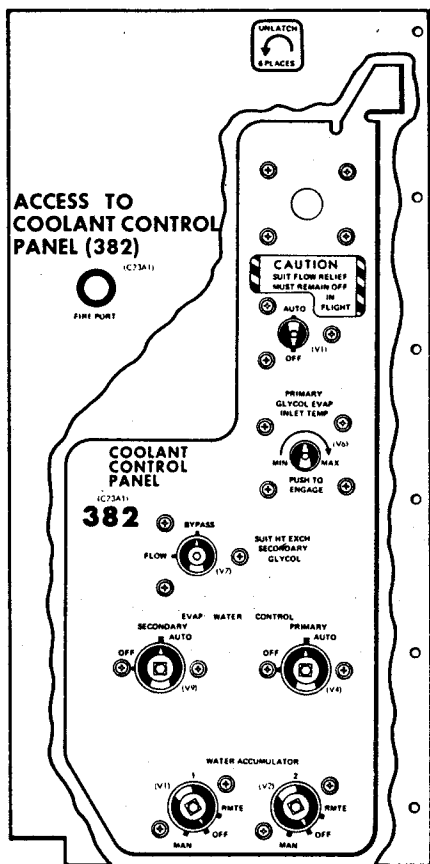 UNLATCH
6 PLACES
ACCESS TO
COOLANT CONTROL
PANEL (382)
(C23A1)
FIRE PORT
CAUTION
SUIT FLOW RELIEF
MUST REMAIN OFF
IN
FLIGHT
AUTO
(V1)
OFF
PRIMARY
GLYCOL EVAP
INLET TEMP
(V6)
MIN MAX
PUSH TO
ENGAGE
COOLANT
CONTROL
PANEL
(C23A1)
382
BYPASS
FLOW
SUIT HT EXCH
SECONDARY
GLYCOL
(V7)
EVAP WATER CONTROL
SECONDARY
AUTO
OFF
(V9)
PRIMARY
AUTO
OFF
(V4)
WATER ACCUMULATOR
1
(V1)
RMTE
OFF
MAN
2
(V2)
RMTE
OFF
MAN